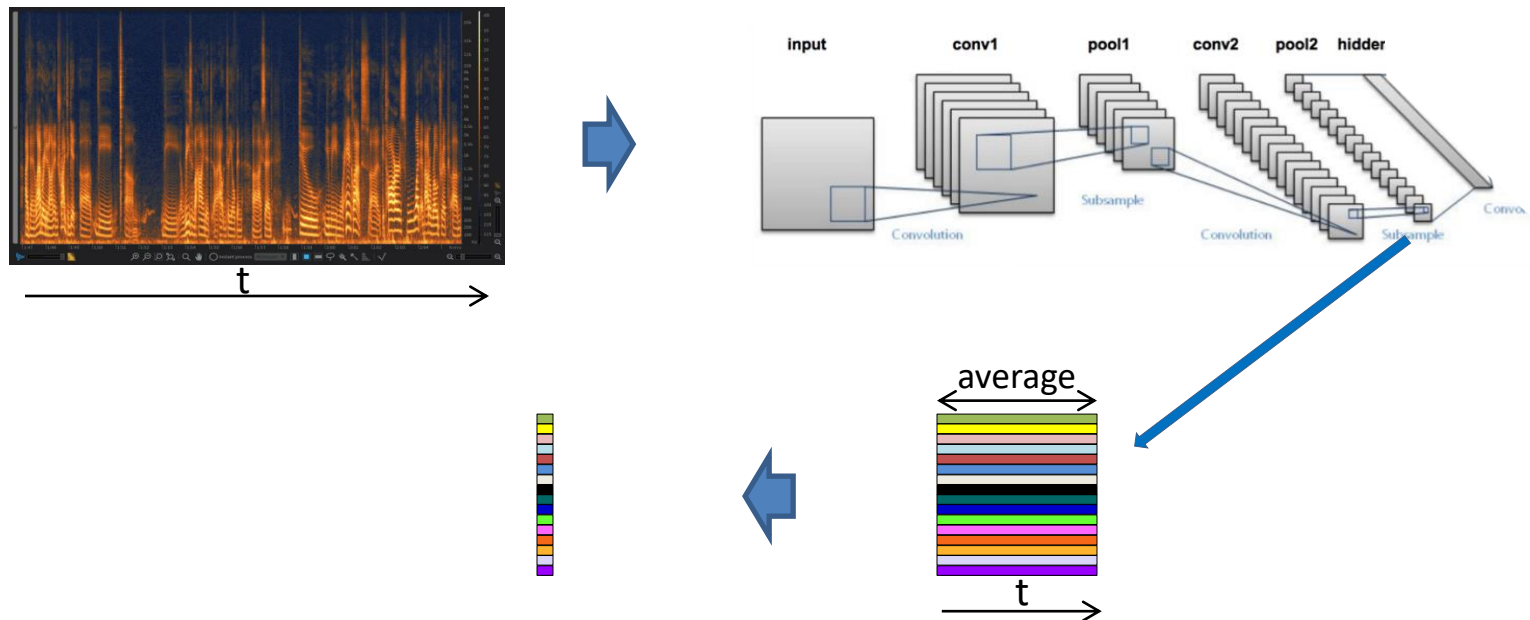 input conv1 pool1 conv2 pool2 hidder
Subsample
Convolution
Convolution
Subsample
Convo
t
average
t